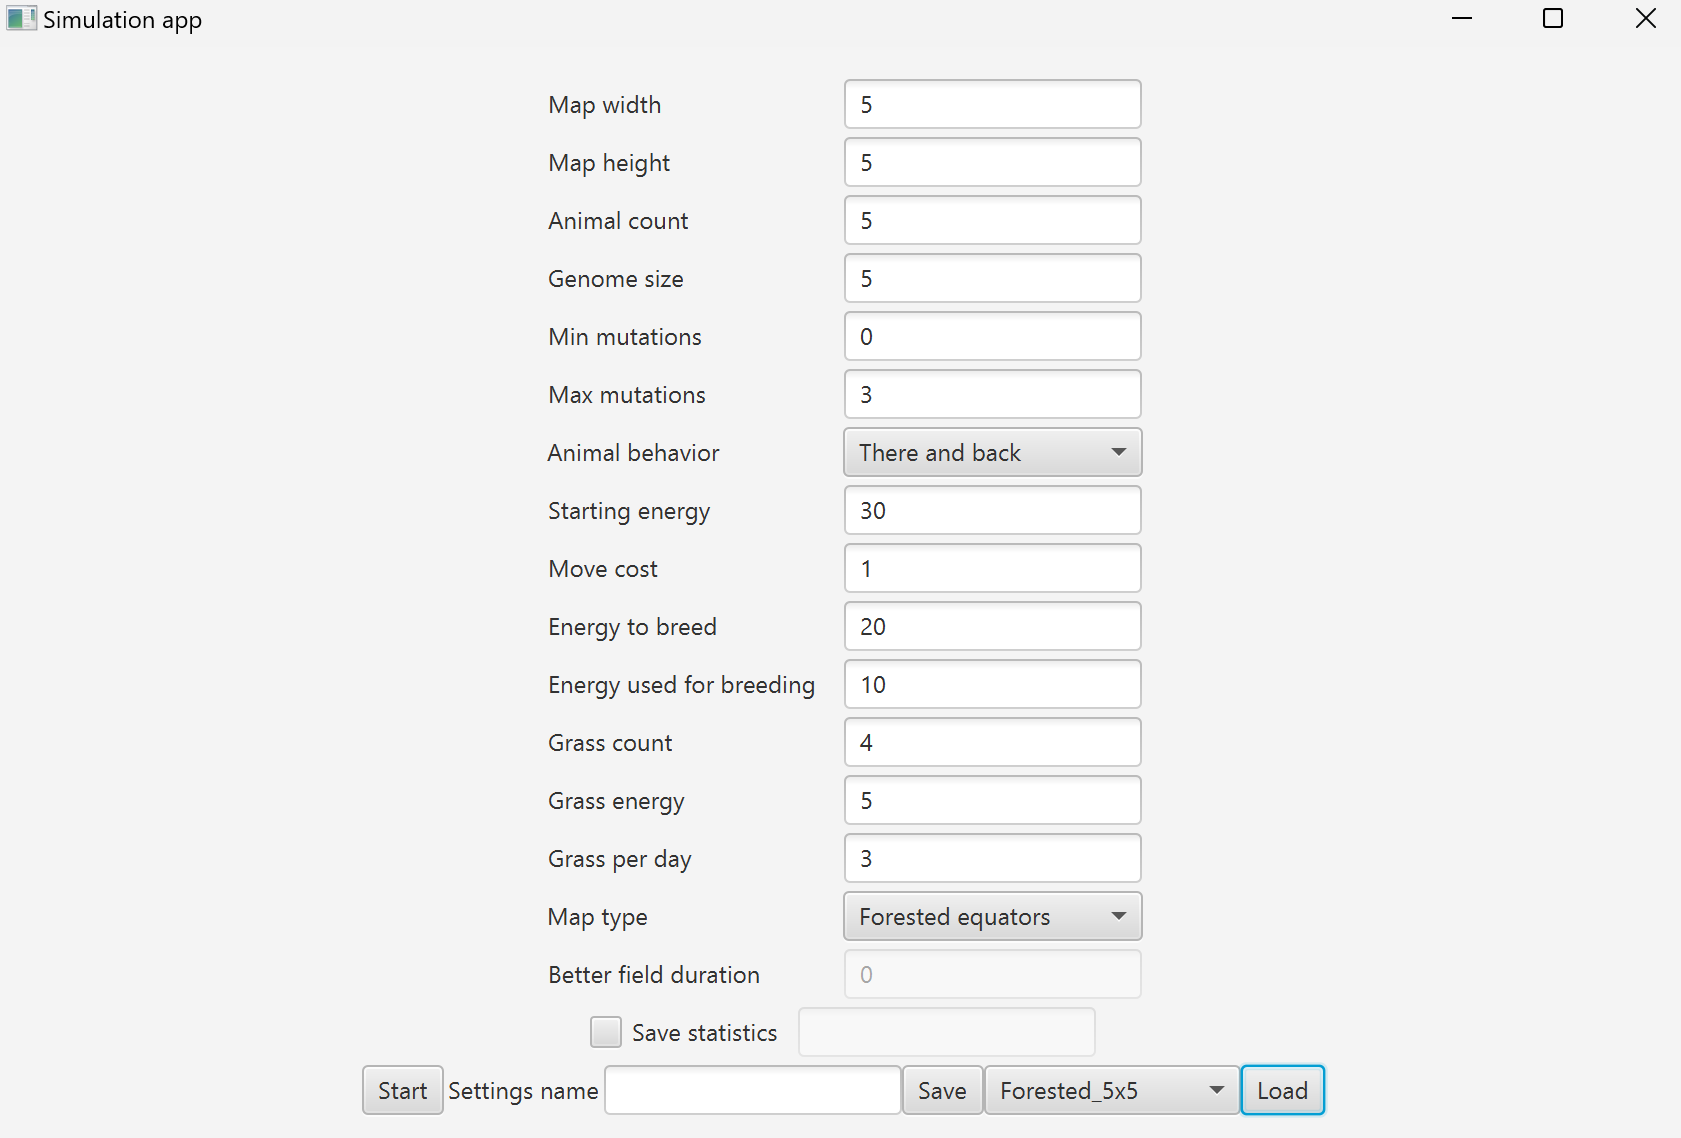 Simulation app
Map width 5
Map height 5
Animal count 5
Genome size 5
Min mutations 0
Max mutations 3
Animal behavior There and back
Starting energy 30
Move cost 1
Energy to breed 20
Energy used for breeding 10
Grass count 4
Grass energy 5
Grass per day 3
Map type Forested equators
Better field duration 0
Save statistics
Start Settings name Save Forested_5x5 Load